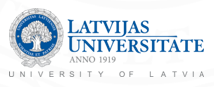 LATVIJAS
UNIVERSITĀTE
ANNO 1919
UNIVERSITY OF LATVIA